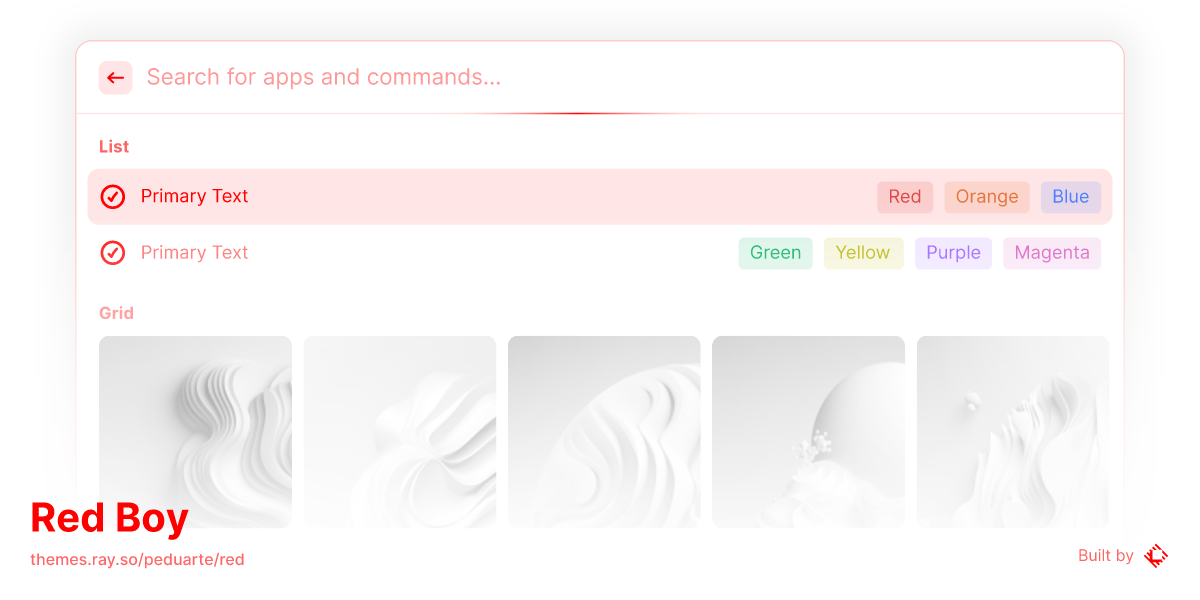 Search for apps and commands...
List
Primary Text Red Orange Blue
Primary Text Green Yellow Purple Magenta
Grid
Red Boy
themes.ray.so/peduarte/red
Built by